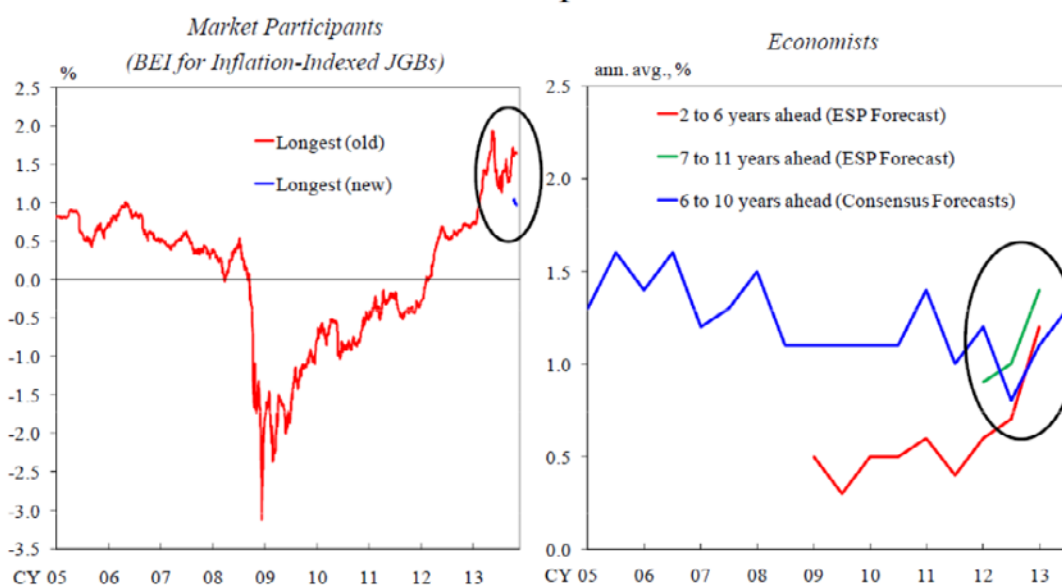 Market Participants
(BEI for Inflation-Indexed JGBs)
%
2.5
2.0
1.5
1.0
0.5
0.0
-0.5
-1.0
-1.5
-2.0
-2.5
-3.0
-3.5
Longest (old)
Longest (new)
CY 05 06 07 08 09 10 11 12 13
Economists
ann. avg., %
2.5
2.0
1.5
1.0
0.5
0.0
2 to 6 years ahead (ESP Forecast)
7 to 11 years ahead (ESP Forecast)
6 to 10 years ahead (Consensus Forecasts)
CY 05 06 07 08 09 10 11 12 13